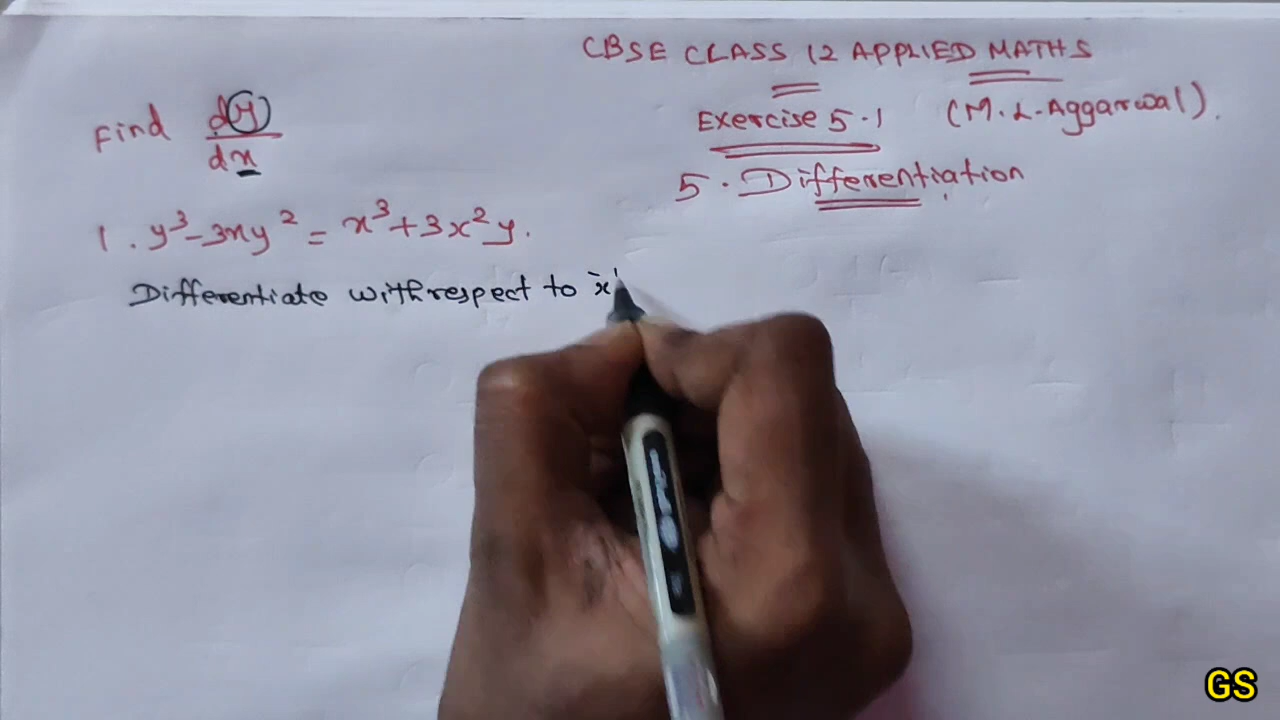 CBSE CLASS 12 APPLIED MATHS
Exercise 5.1 (M.L.Aggarwal).
5. Differentiation
Find dy/dx
1. y³-3xy² = x³+3x²y.
Differentiate with respect to 'x'
GS